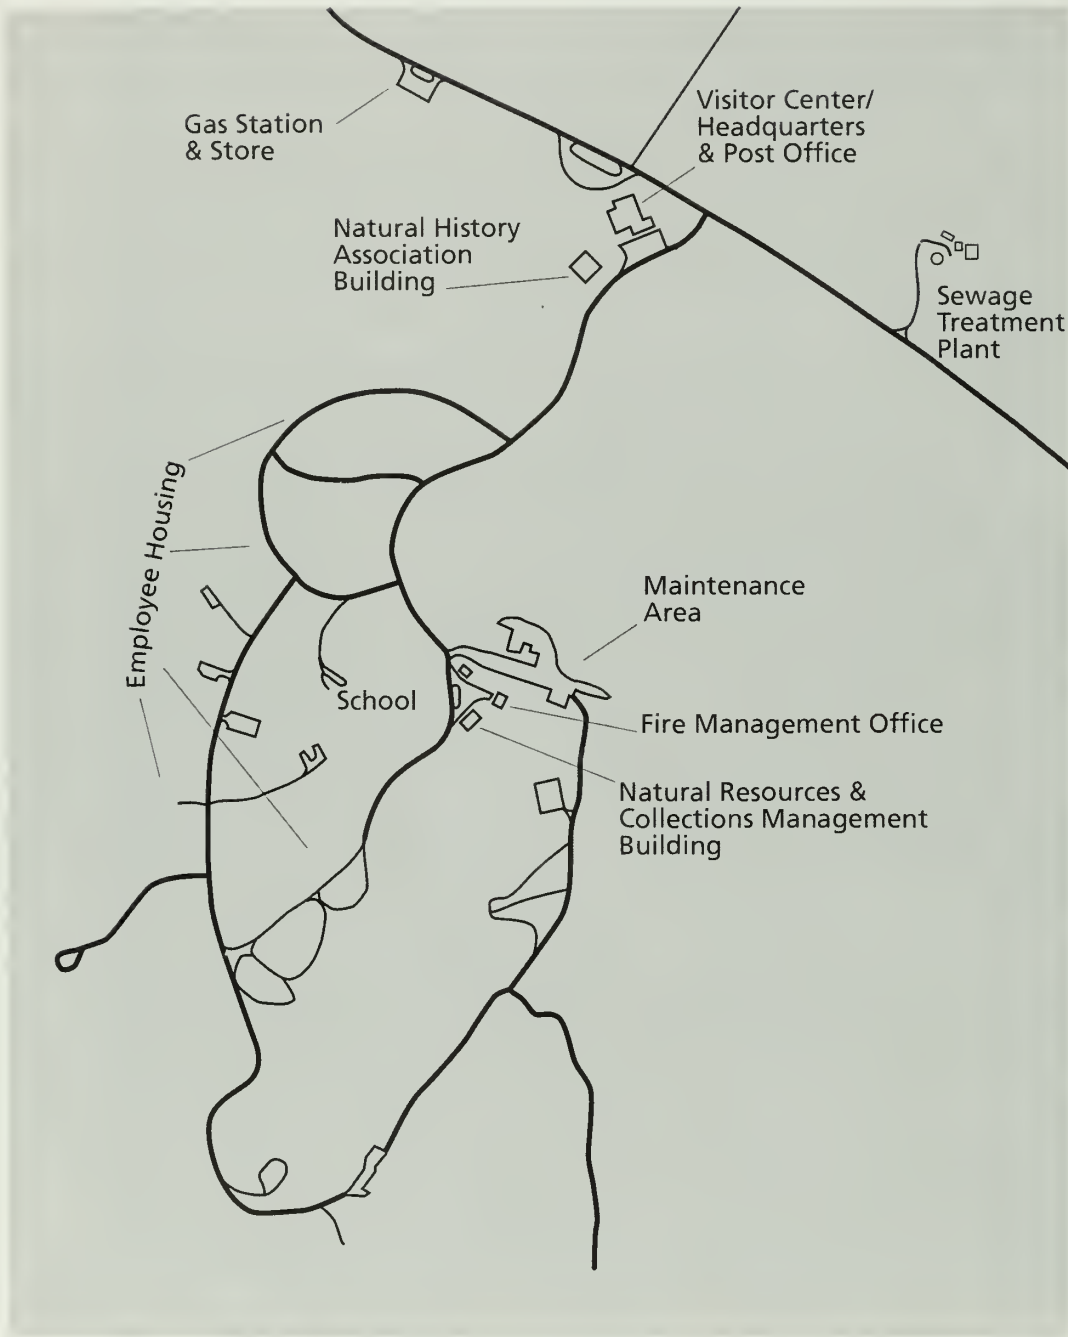 Visitor Center/
Headquarters
& Post Office
Gas Station
& Store
Natural History
Association
Building
Sewage
Treatment
Plant
Employee Housing
Maintenance
Area
School
Fire Management Office
Natural Resources &
Collections Management
Building